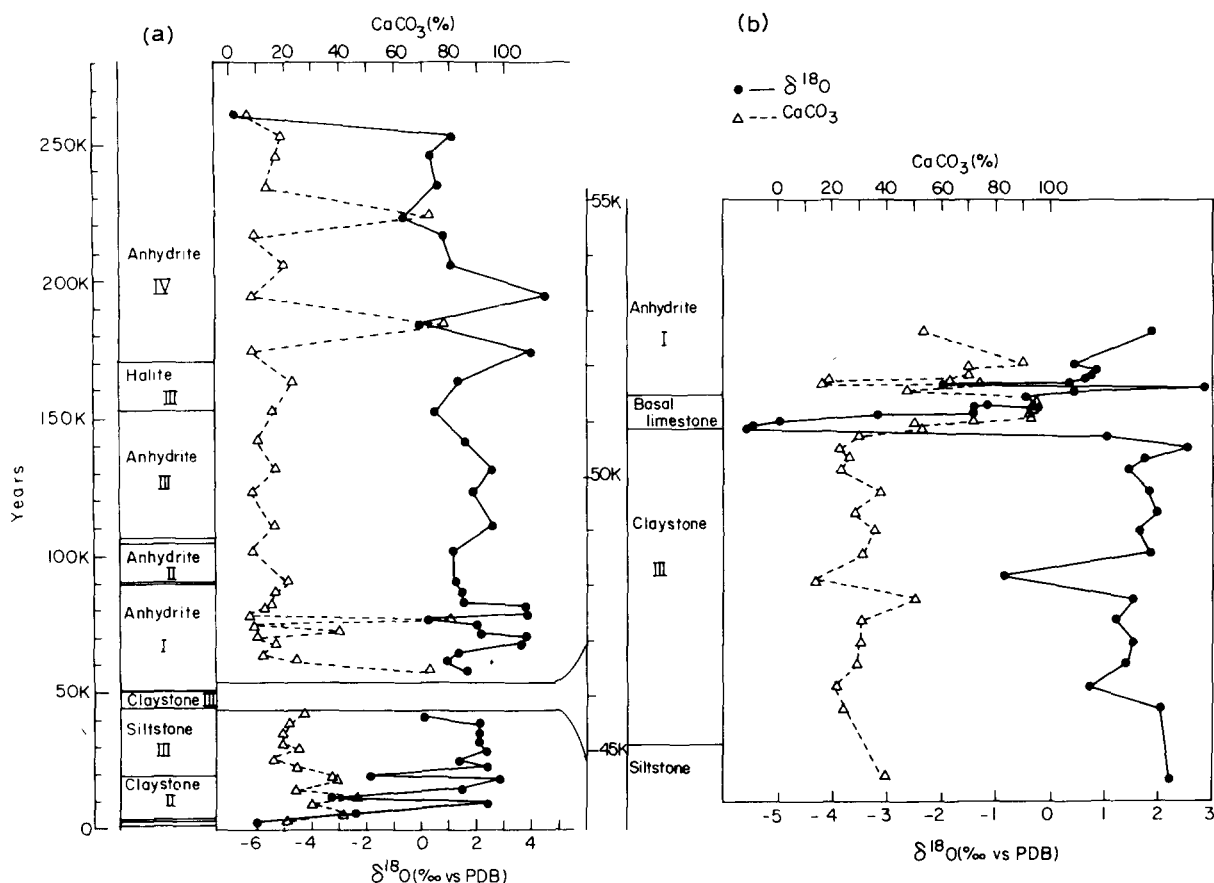 (a)
CaCO3(%)
0 20 40 60 80 100
Years
250K
200K
150K
100K
50K
0
Anhydrite
IV
Halite
III
Anhydrite
III
Anhydrite
II
Anhydrite
I
Claystone III
Siltstone
III
Claystone
II
-6 -4 -2 0 2 4
δ18O(‰ vs PDB)
(b)
δ18O
CaCO3
CaCO3(%)
0 20 40 60 80 100
55K
50K
45K
Anhydrite
I
Basal
limestone
Claystone
III
Siltstone
-5 -4 -3 -2 -1 0 1 2 3
δ18O(‰ vs PDB)